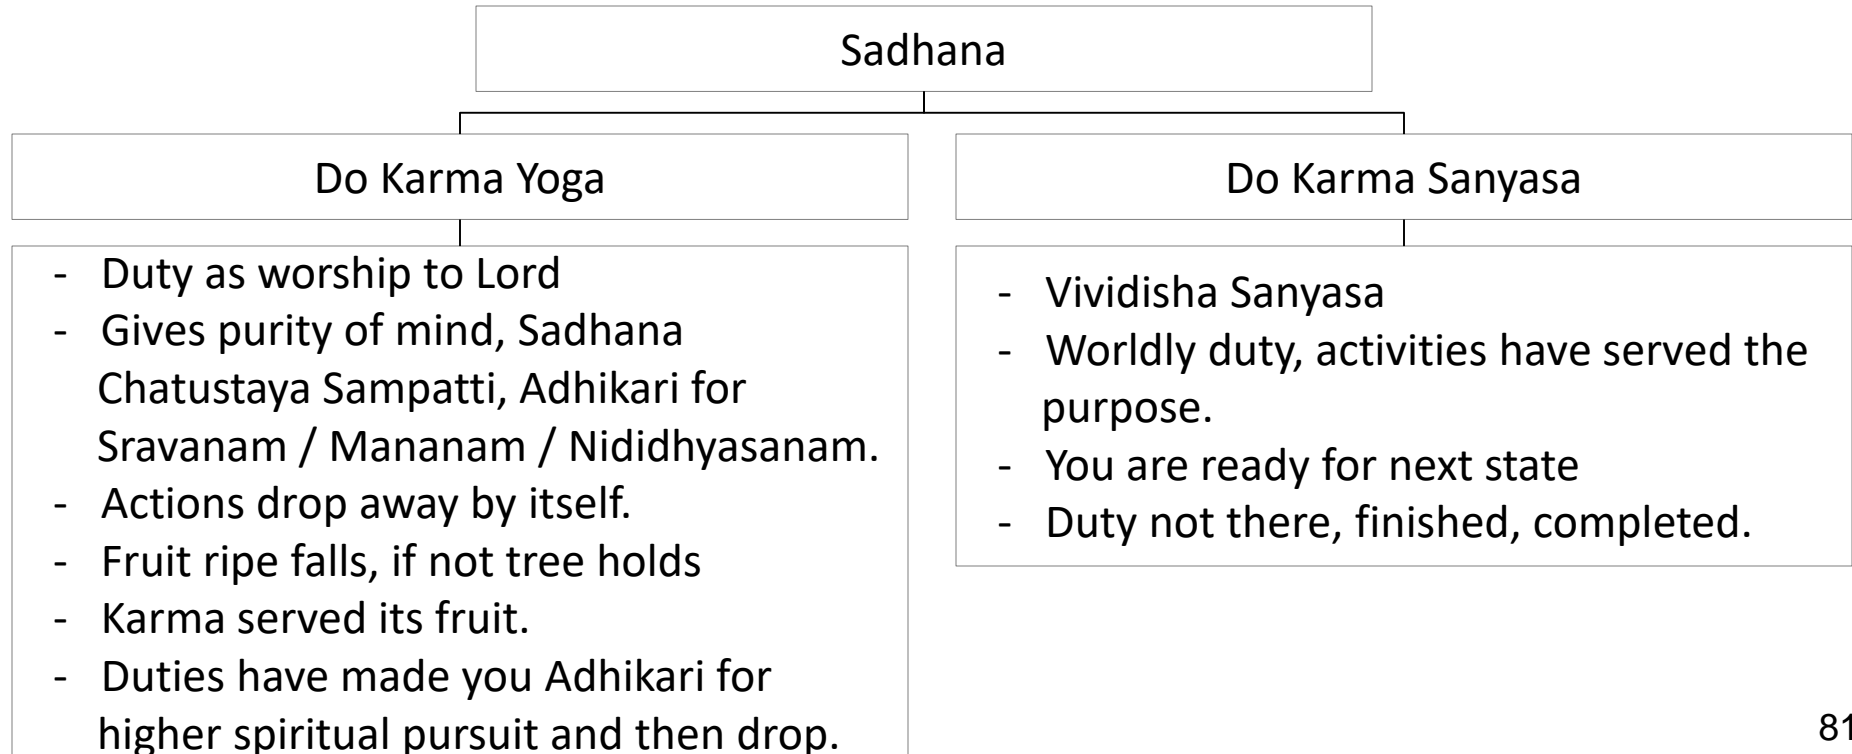 Sadhana
Do Karma Yoga
Do Karma Sanyasa
- Duty as worship to Lord
- Gives purity of mind, Sadhana
Chatustaya Sampatti, Adhikari for
Sravanam / Mananam / Nididhyasanam.
- Actions drop away by itself.
- Fruit ripe falls, if not tree holds
- Karma served its fruit.
- Duties have made you Adhikari for
higher spiritual pursuit and then drop.
- Vividisha Sanyasa
- Worldly duty, activities have served the
purpose.
- You are ready for next state
- Duty not there, finished, completed.
81